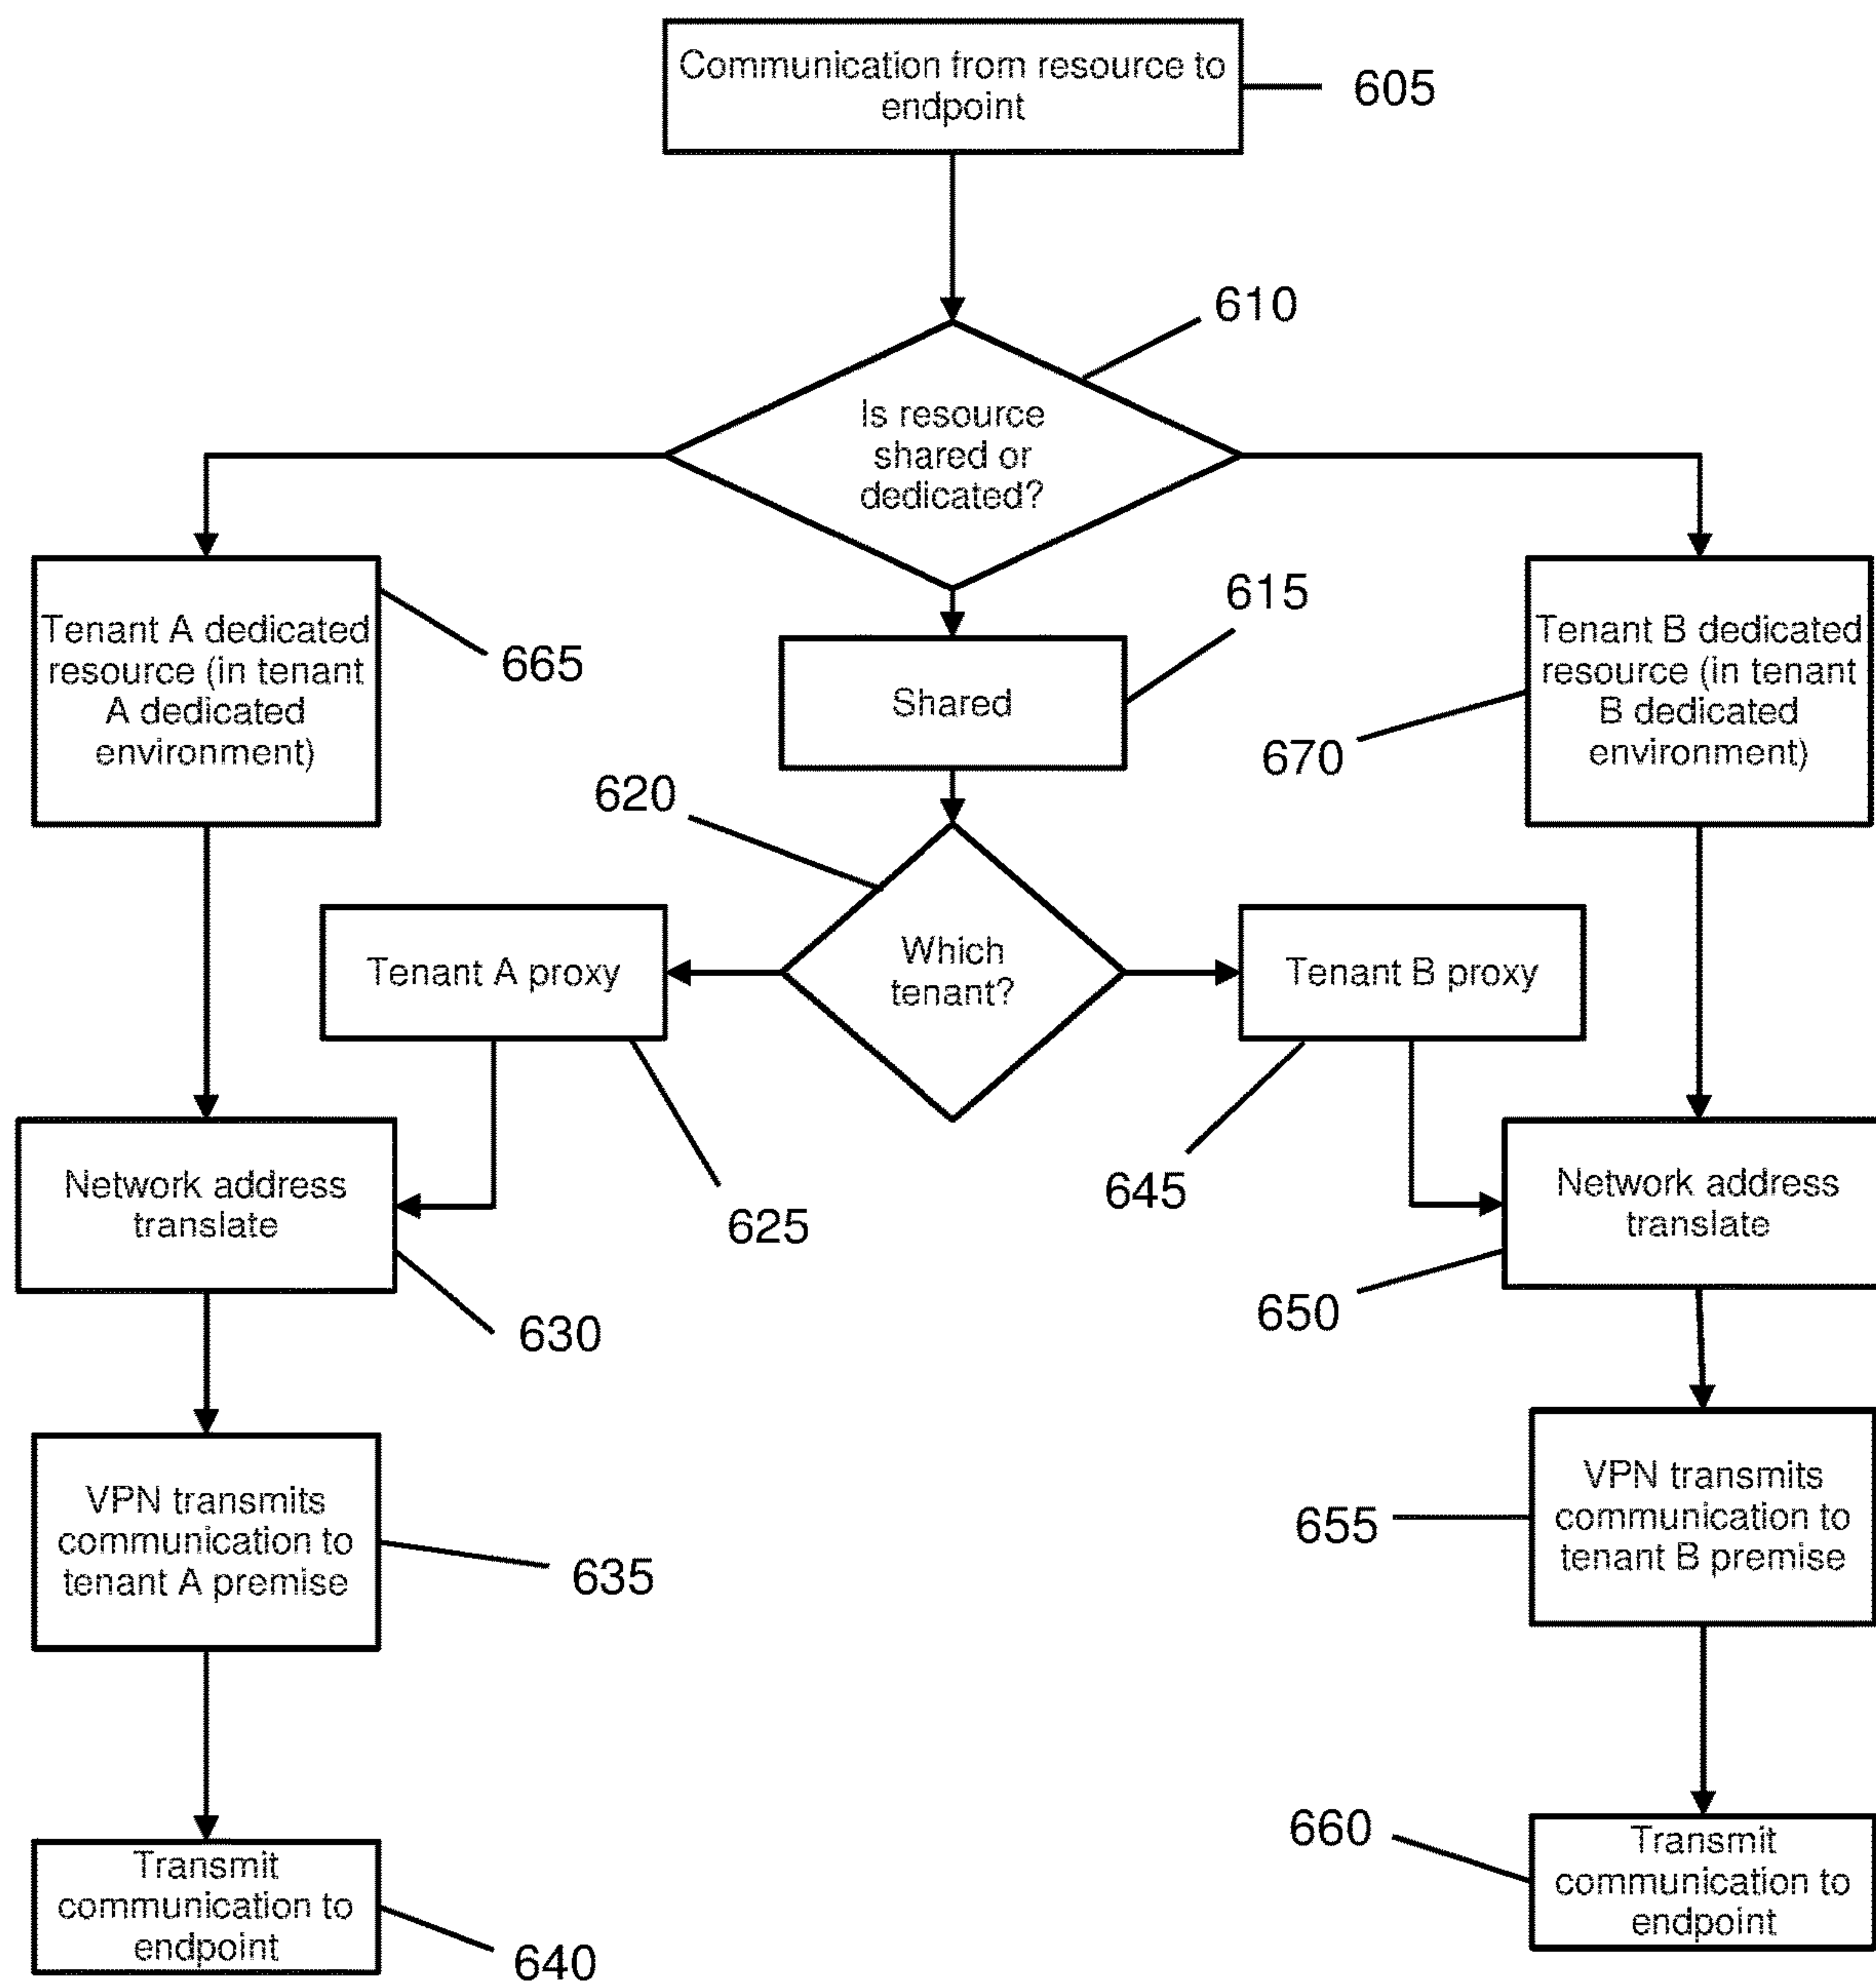 Communication from resource to
endpoint
605
610
Is resource
shared or
dedicated?
615
Tenant A dedicated
resource (in tenant
A dedicated
environment)
665
Shared
Tenant B dedicated
resource (in tenant
B dedicated
environment)
670
620
Tenant A proxy
Which
tenant?
Tenant B proxy
625
645
Network address
translate
630
Network address
translate
650
VPN transmits
communication to
tenant A premise
635
VPN transmits
communication to
tenant B premise
655
Transmit
communication to
endpoint
640
Transmit
communication to
endpoint
660